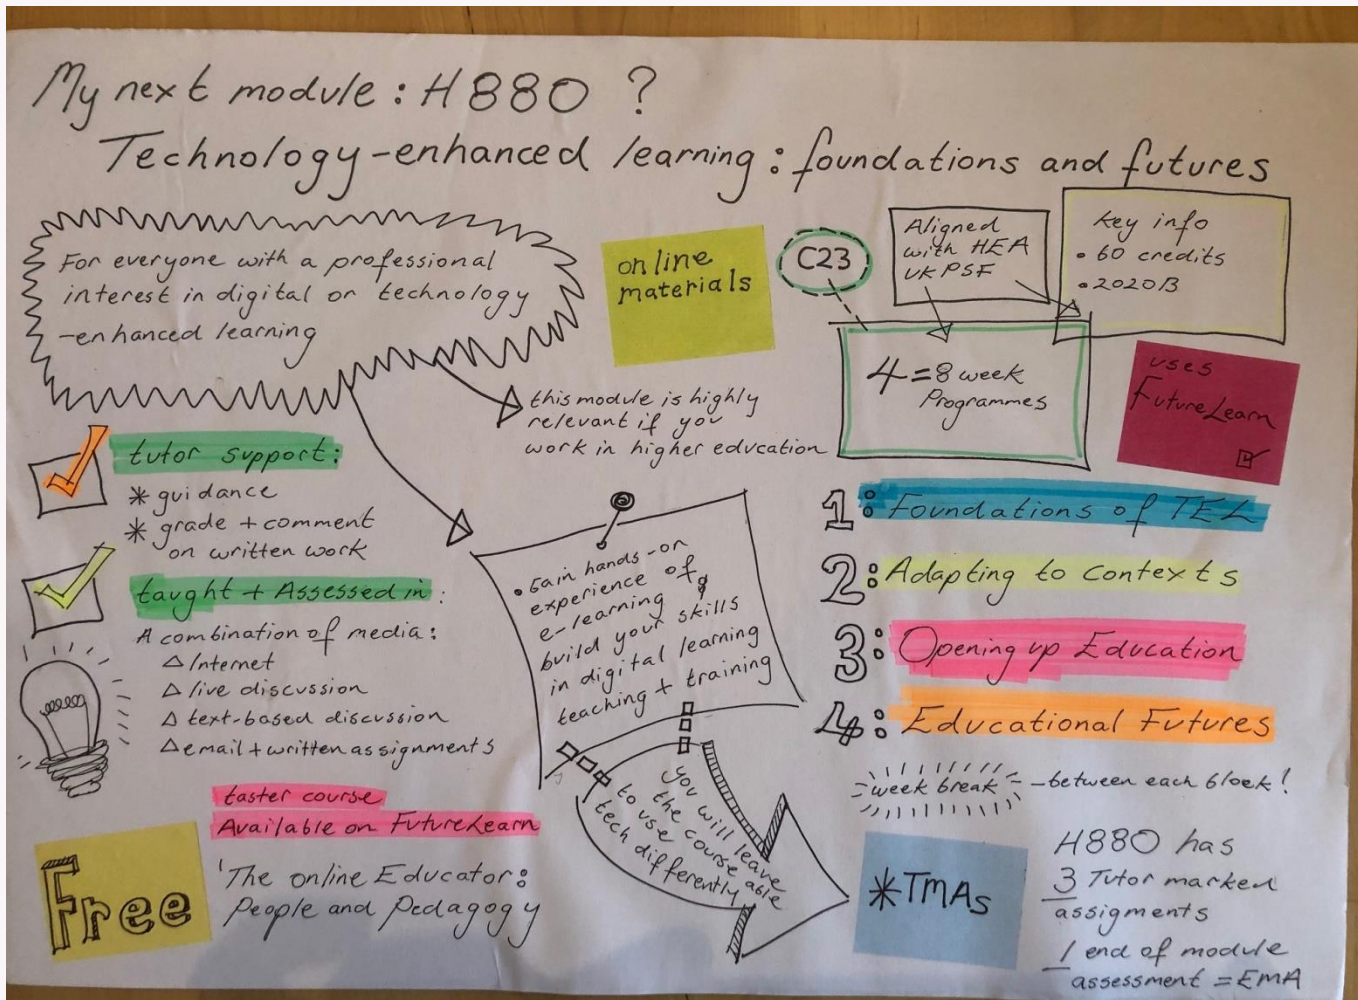 My next module : H880 ?
Technology-enhanced learning : foundations and futures
For everyone with a professional
interest in digital or technology
-enhanced learning
this module is highly
relevant if you
work in higher education
online
materials
C23
Aligned
with HEA
UKPSF
Key info
• 60 credits
• 2020B
4 = 8 week
Programmes
uses
FutureLearn
tutor support:
* guidance
* grade + comment
on written work
taught + Assessed in :
A combination of media :
△ Internet
△ live discussion
△ text-based discussion
△ email + written assignments
• Gain hands-on
experience of
e-learning &
build your skills
in digital learning
teaching + training
you will leave
the course able
to use course
tech differently
1: Foundations of TEL
2: Adapting to contexts
3: Opening up Education
4: Educational Futures
week break - between each block!
taster course
Available on FutureLearn
Free
'The online Educator:
People and Pedagogy
*TMAs
H880 has
3 Tutor marked
assigments
1 end of module
assessment = EMA